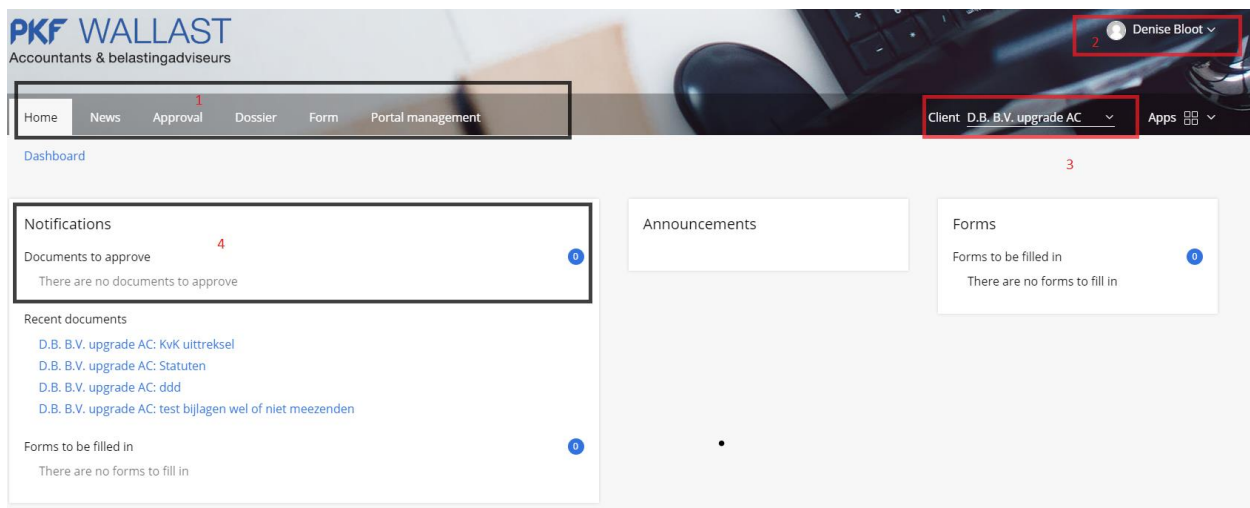 PKF WALLAST
Accountants & belastingadviseurs
2 Denise Bloot
1
Home News Approval Dossier Form Portal management
Client D.B. B.V. upgrade AC Apps
Dashboard
3
Notifications
4
Documents to approve 0
There are no documents to approve
Recent documents
D.B. B.V. upgrade AC: KvK uittreksel
D.B. B.V. upgrade AC: Statuten
D.B. B.V. upgrade AC: ddd
D.B. B.V. upgrade AC: test bijlagen wel of niet meezenden
Forms to be filled in 0
There are no forms to fill in
Announcements
Forms
Forms to be filled in 0
There are no forms to fill in